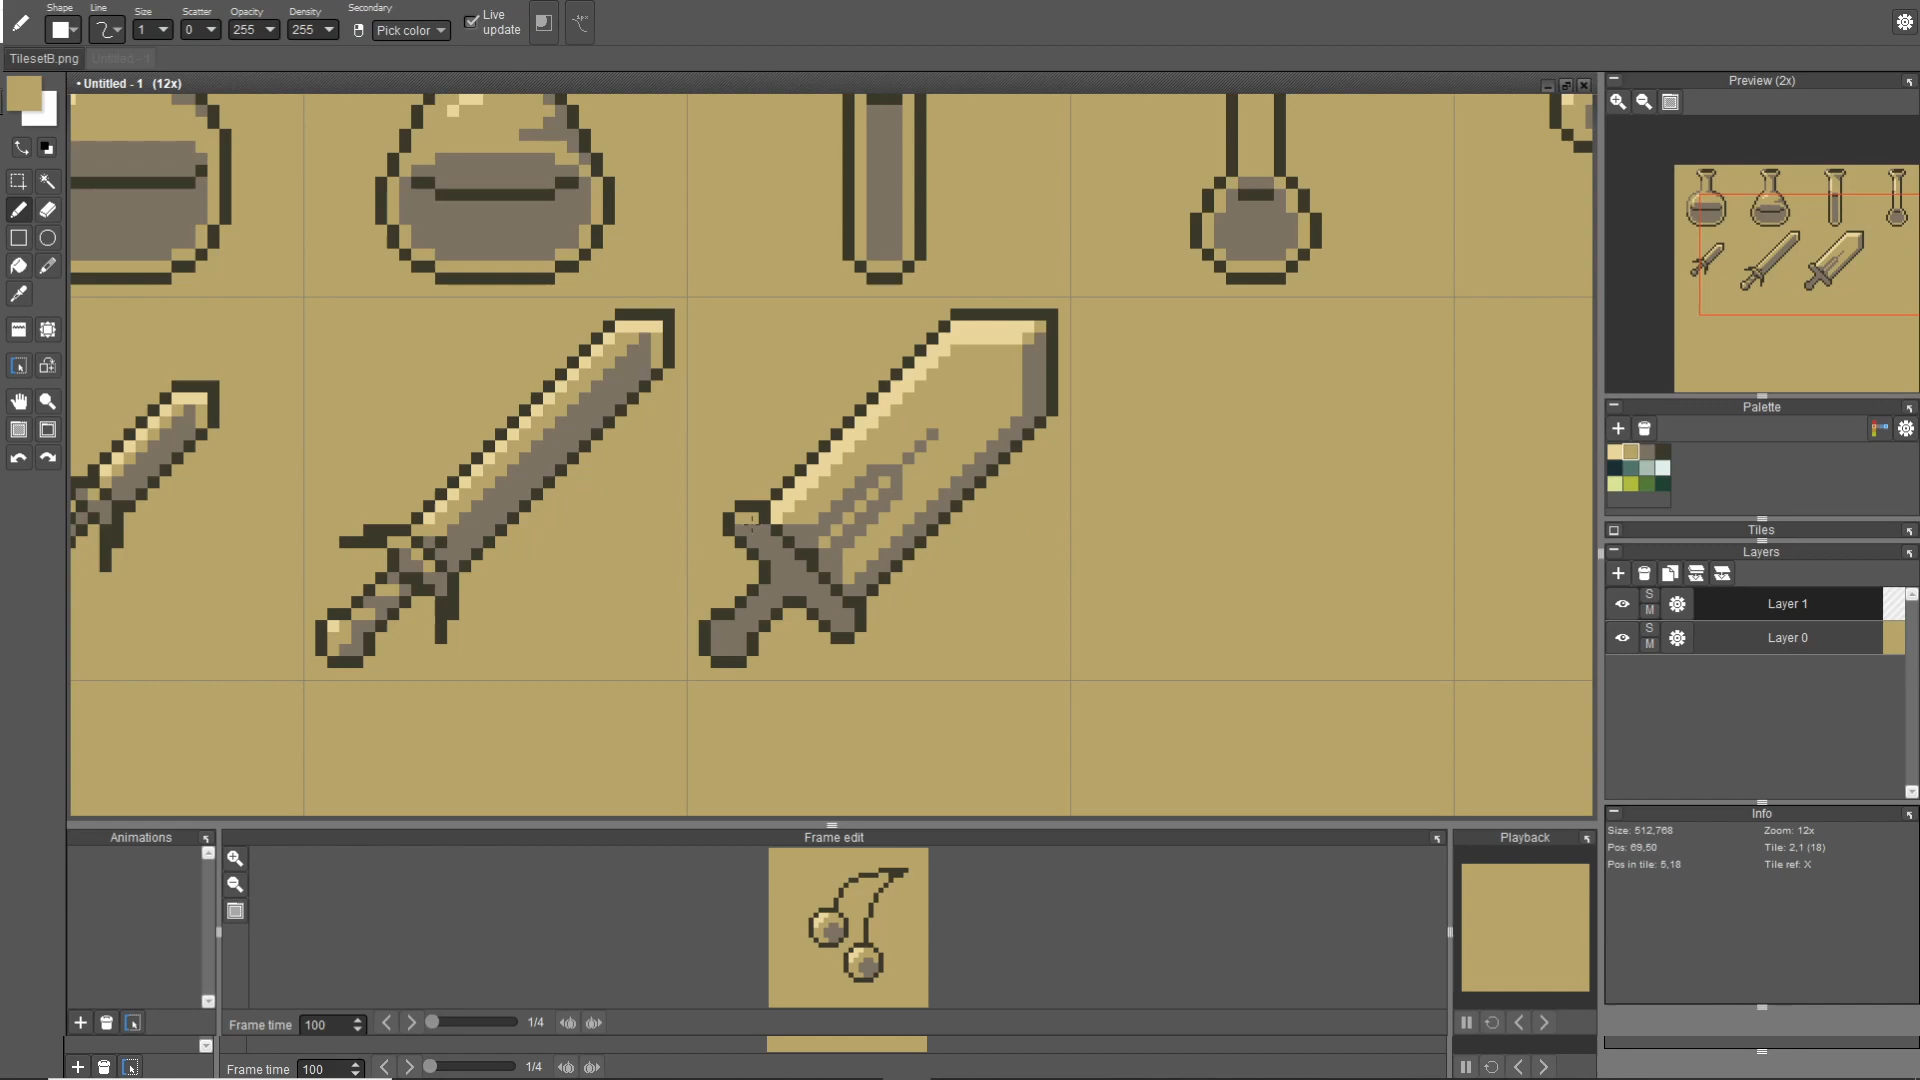 Shape Line Size Scatter Opacity Density Secondary
1 0 255 255 Pick color Live update
TilesetB.png Untitled - 1
• Untitled - 1 (12x)
Preview (2x)
Palette
Tiles
Layers
S
M
Layer 1
S
M
Layer 0
Info
Size: 512,768 Zoom: 12x
Pos: 69,50 Tile: 2,1 (18)
Pos in tile: 5,18 Tile ref: X
Animations Frame edit Playback
Frame time 100 1/4
Frame time 100 1/4